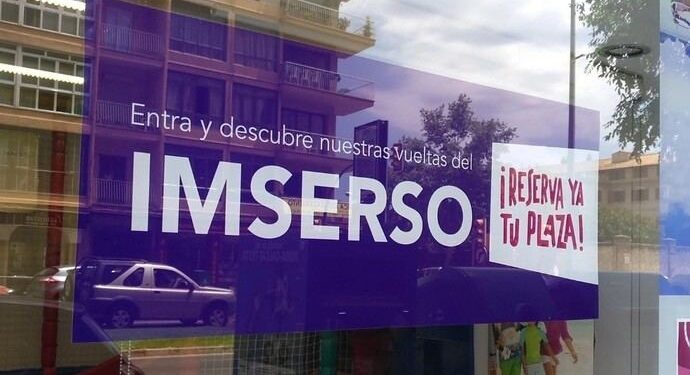 Entra y descubre nuestras vueltas del
IMSERSO
¡RESERVA YA
TU PLAZA!